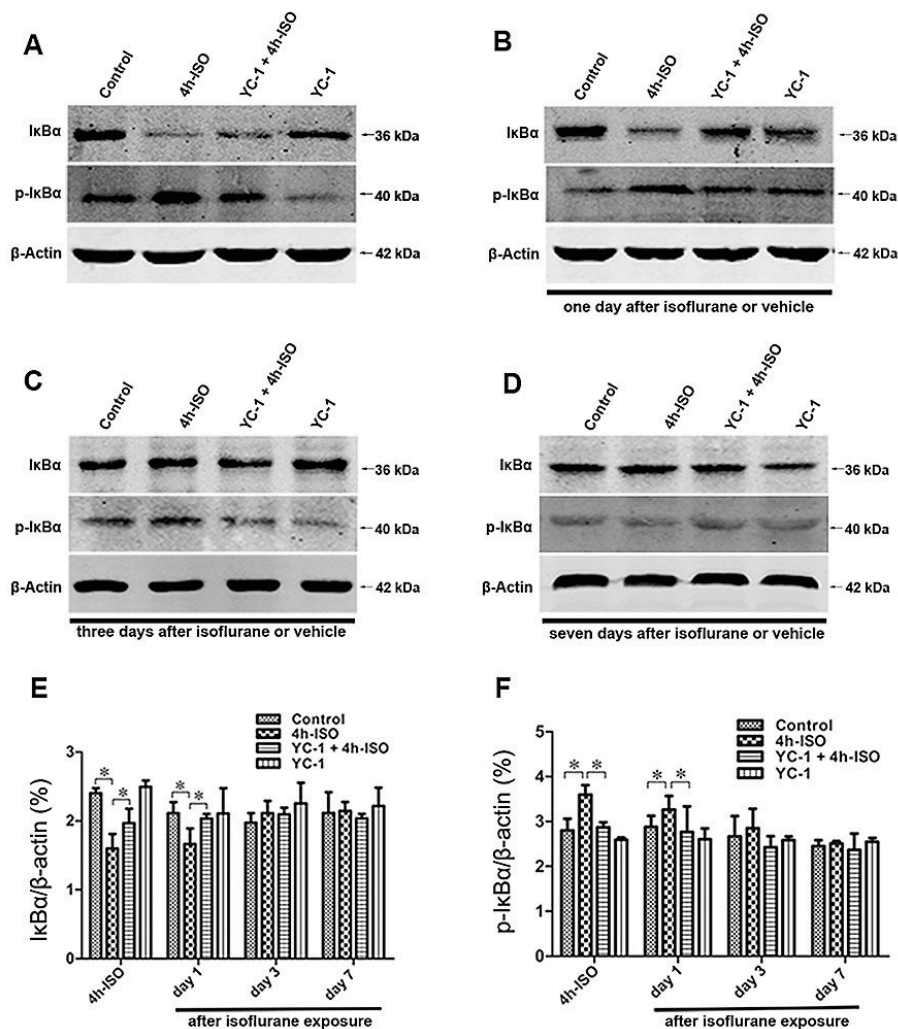 A
Control
4h-ISO
YC-1 + 4h-ISO
YC-1
IκBα
36 kDa
p-IκBα
40 kDa
β-Actin
42 kDa
B
Control
4h-ISO
YC-1 + 4h-ISO
YC-1
IκBα
36 kDa
p-IκBα
40 kDa
β-Actin
42 kDa
one day after isoflurane or vehicle
C
Control
4h-ISO
YC-1 + 4h-ISO
YC-1
IκBα
36 kDa
p-IκBα
40 kDa
β-Actin
42 kDa
three days after isoflurane or vehicle
D
Control
4h-ISO
YC-1 + 4h-ISO
YC-1
IκBα
36 kDa
p-IκBα
40 kDa
β-Actin
42 kDa
seven days after isoflurane or vehicle
E
Control
4h-ISO
YC-1 + 4h-ISO
YC-1
IκBα/β-actin (%)
3
2
1
0
* * * *
4h-ISO
day 1
day 3
day 7
after isoflurane exposure
F
Control
4h-ISO
YC-1 + 4h-ISO
YC-1
p-IκBα/β-actin (%)
5
4
3
2
1
0
* * * *
4h-ISO
day 1
day 3
day 7
after isoflurane exposure